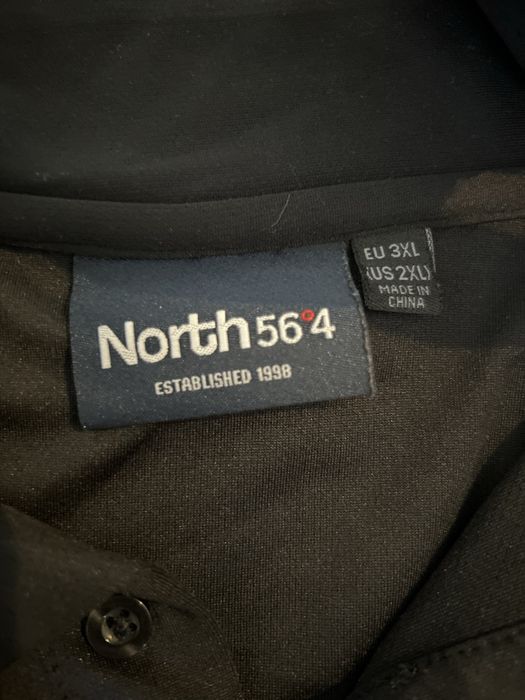 North 56°4
ESTABLISHED 1998
EU 3XL
(US 2XL)
MADE IN
CHINA